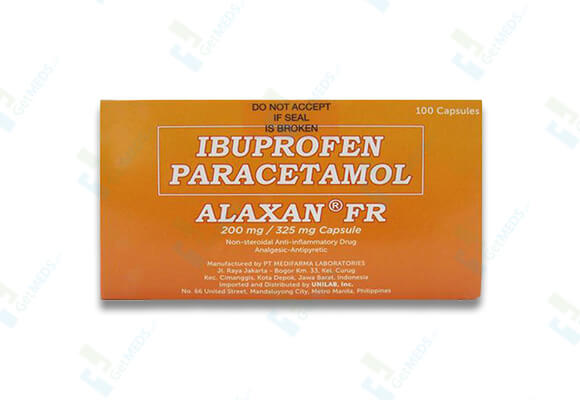 DO NOT ACCEPT
IF SEAL
IS BROKEN
100 Capsules
IBUPROFEN
PARACETAMOL
ALAXAN® FR
200 mg / 325 mg Capsule
Non-steroidal Anti-inflammatory Drug
Analgesic-Antipyretic
Manufactured by PT MEDIFARMA LABORATORIES
Jl. Raya Jakarta - Bogor Km. 33, Kel. Curug
Kec. Cimanggis, Kota Depok, Jawa Barat, Indonesia
Imported and Distributed by UNILAB, Inc.
No. 66 United Street, Mandaluyong City, Metro Manila, Philippines